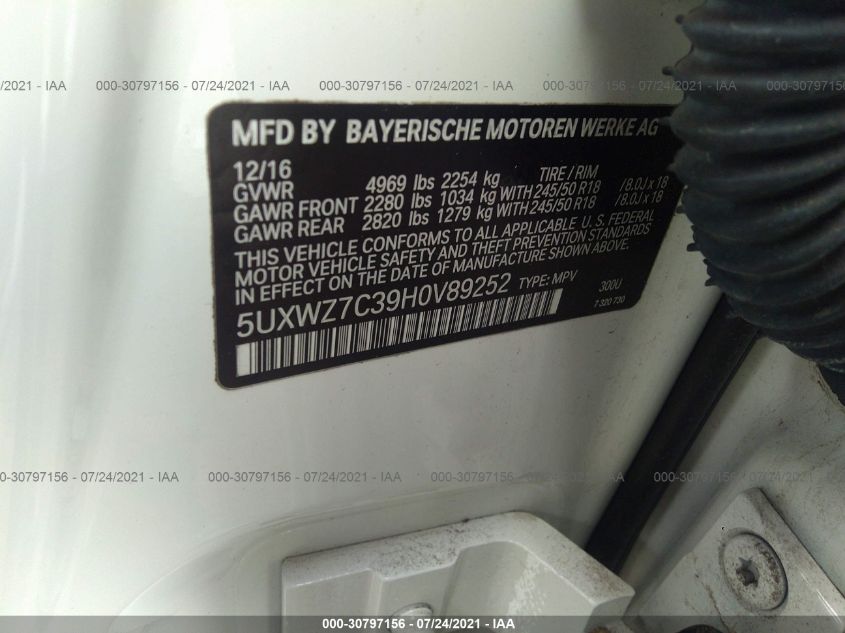 000-30797156 - 07/24/2021 - IAA
MFD BY BAYERISCHE MOTOREN WERKE AG
12/16
GVWR 4969 lbs 2254 kg TIRE / RIM
GAWR FRONT 2280 lbs 1034 kg WITH 245/50 R18 /8.0J x 18
GAWR REAR 2820 lbs 1279 kg WITH 245/50 R18 /8.0J x 18
THIS VEHICLE CONFORMS TO ALL APPLICABLE U. S. FEDERAL
MOTOR VEHICLE SAFETY AND THEFT PREVENTION STANDARDS
IN EFFECT ON THE DATE OF MANUFACTURE SHOWN ABOVE.
5UXWZ7C39H0V89252 TYPE: MPV 300U
7 320 730
000-30797156 - 07/24/2021 - IAA
000-30797156 - 07/24/2021 - IAA